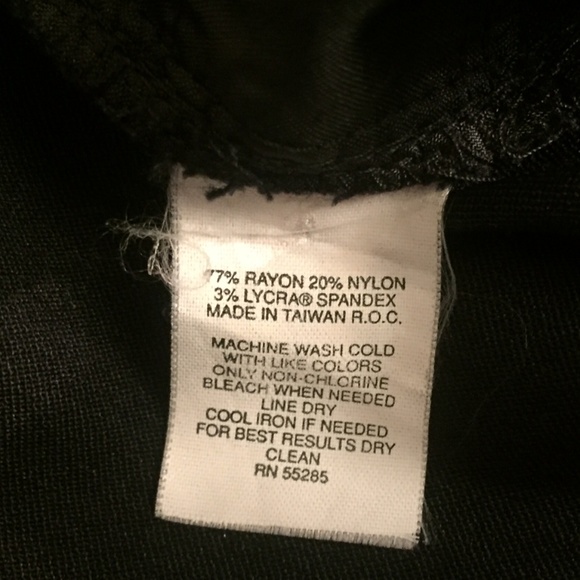 77% RAYON 20% NYLON
3% LYCRA® SPANDEX
MADE IN TAIWAN R.O.C.
MACHINE WASH COLD
WITH LIKE COLORS
ONLY NON-CHLORINE
BLEACH WHEN NEEDED
LINE DRY
COOL IRON IF NEEDED
FOR BEST RESULTS DRY
CLEAN
RN 55285